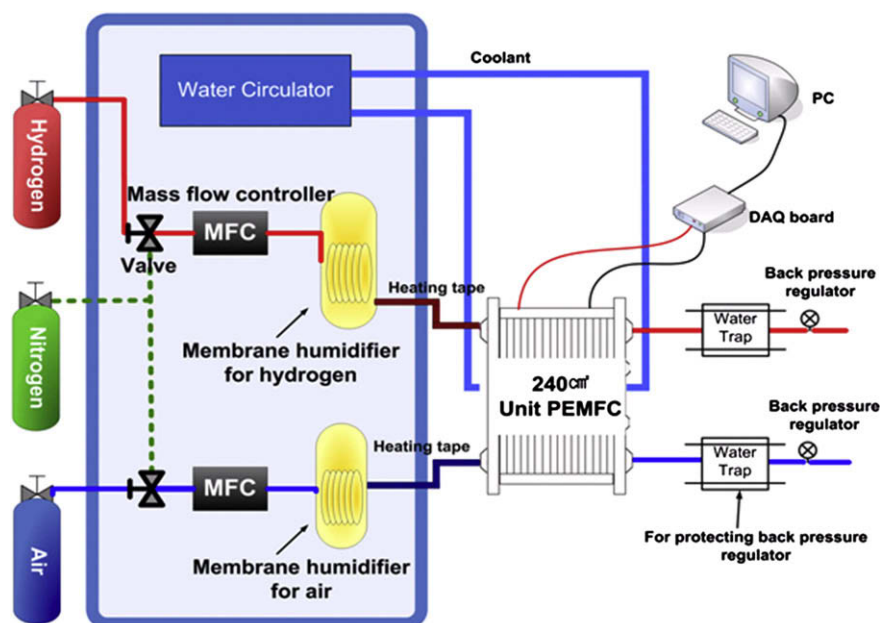 Coolant
Water Circulator
PC
Hydrogen
Mass flow controller
MFC
Valve
DAQ board
Heating tape
Back pressure
regulator
Water
Trap
Nitrogen
Membrane humidifier
for hydrogen
240㎠
Unit PEMFC
Back pressure
regulator
Heating tape
Water
Trap
MFC
Air
For protecting back pressure
regulator
Membrane humidifier
for air